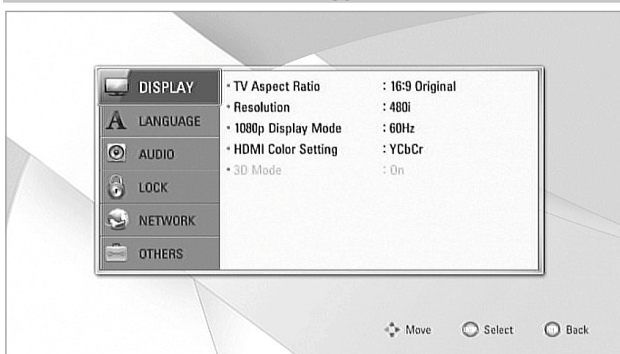 DISPLAY
LANGUAGE
AUDIO
LOCK
NETWORK
OTHERS
• TV Aspect Ratio : 16:9 Original
• Resolution : 480i
• 1080p Display Mode : 60Hz
• HDMI Color Setting : YCbCr
• 3D Mode : On
Move Select Back